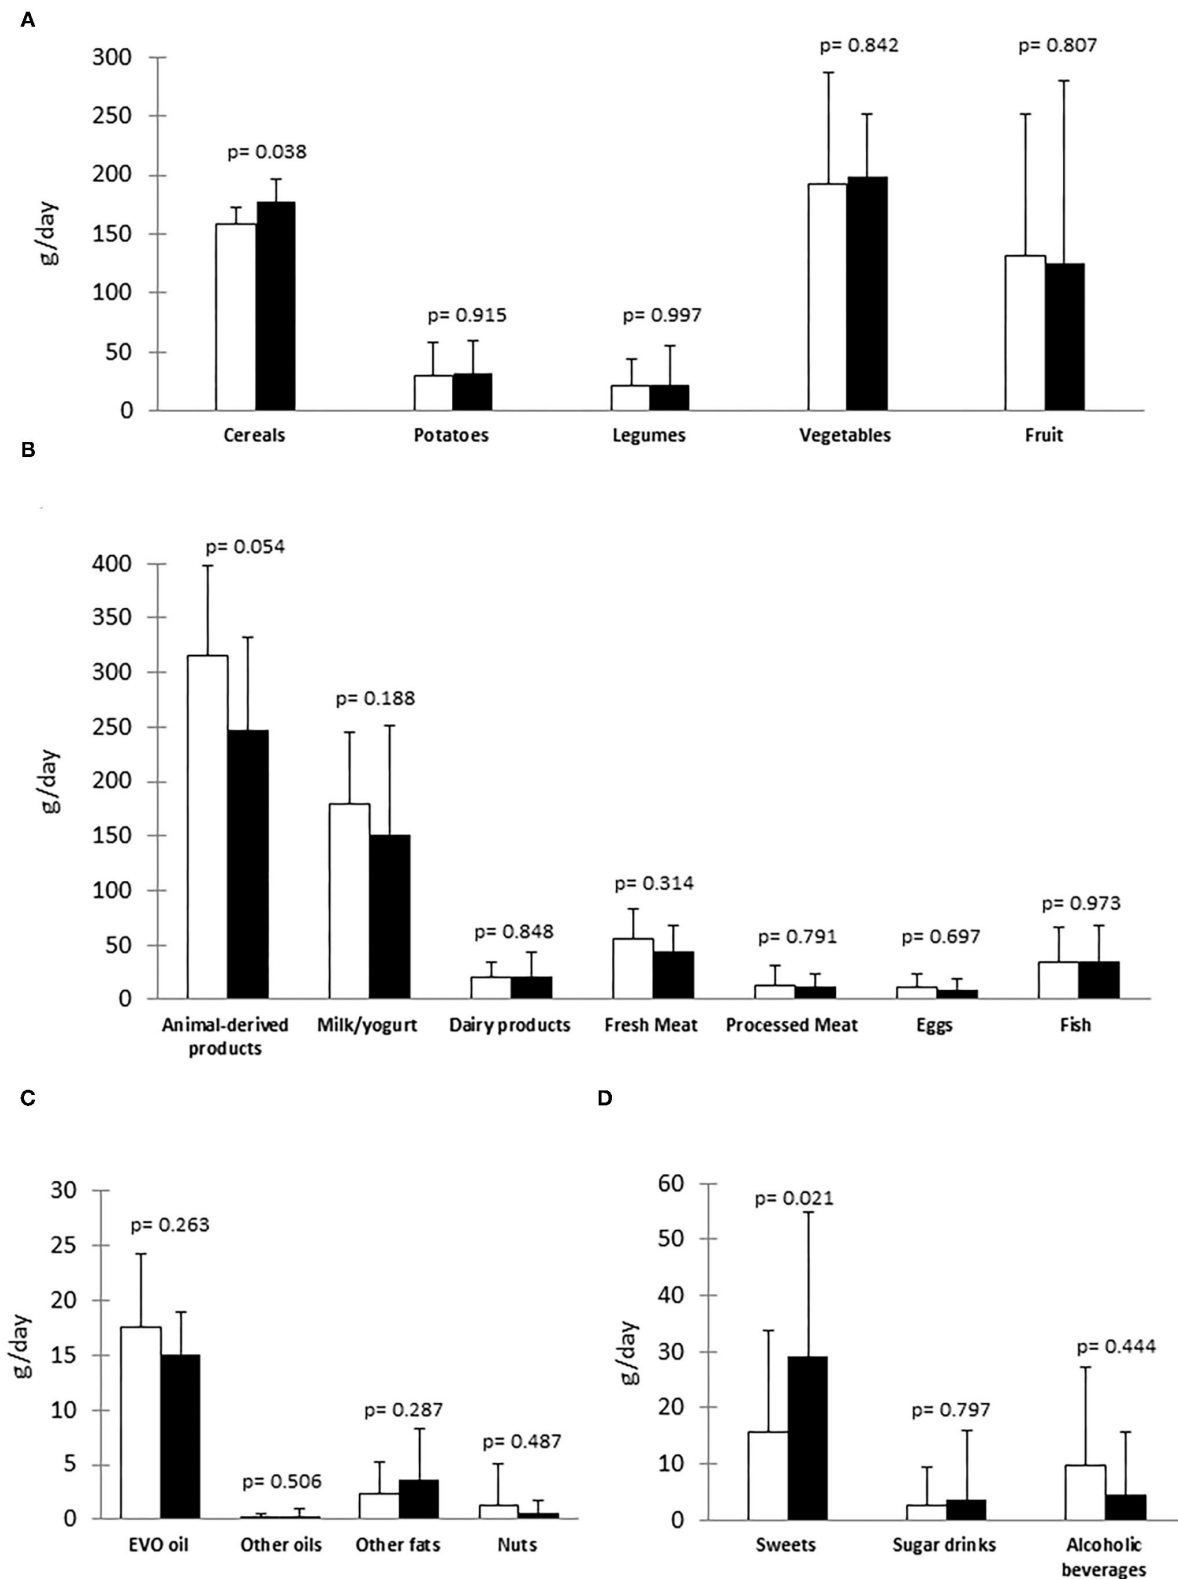 A
p= 0.842
p= 0.807
300
250
p= 0.038
200
150
100
p= 0.915
p= 0.997
50
0
g/day
Cereals
Potatoes
Legumes
Vegetables
Fruit
B
p= 0.054
400
350
300
p= 0.188
250
200
150
p= 0.314
100
p= 0.848
p= 0.791
p= 0.697
p= 0.973
50
0
g/day
Animal-derived
products
Milk/yogurt
Dairy products
Fresh Meat
Processed Meat
Eggs
Fish
C
30
p= 0.263
25
20
15
10
p= 0.287
p= 0.487
5
p= 0.506
0
g/day
EVO oil
Other oils
Other fats
Nuts
D
60
p= 0.021
50
40
30
p= 0.444
20
p= 0.797
10
0
g/day
Sweets
Sugar drinks
Alcoholic
beverages